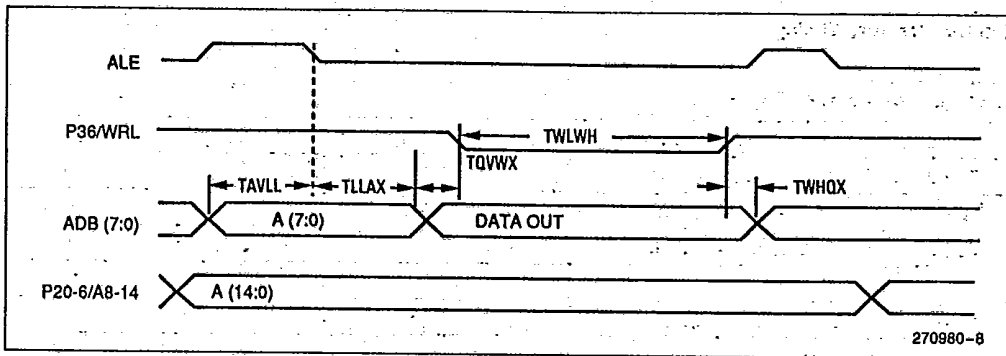 ALE
P36/WRL
TWLWH
TQVWX
TAVLL
TLLAX
TWHQX
ADB (7:0)
A (7:0)
DATA OUT
P20-6/A8-14
A (14:0)
270980-8